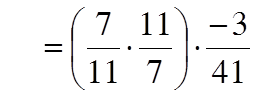 = (7/11 · 11/7) · -3/41